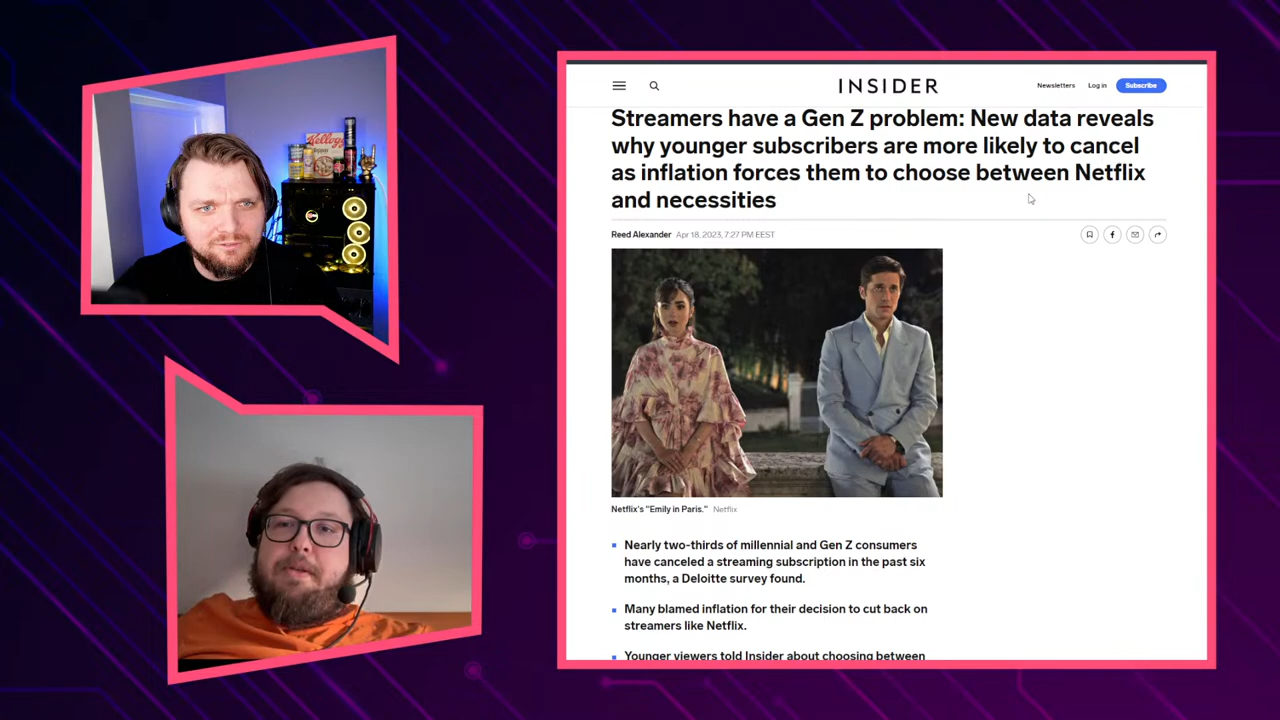 Kellogg's
INSIDER
Newsletters
Log in
Subscribe
Streamers have a Gen Z problem: New data reveals
why younger subscribers are more likely to cancel
as inflation forces them to choose between Netflix
and necessities
Reed Alexander Apr 18, 2023, 7:27 PM EEST
Netflix's "Emily in Paris." Netflix
Nearly two-thirds of millennial and Gen Z consumers
have canceled a streaming subscription in the past six
months, a Deloitte survey found.
Many blamed inflation for their decision to cut back on
streamers like Netflix.
Younger viewers told Insider about choosing between